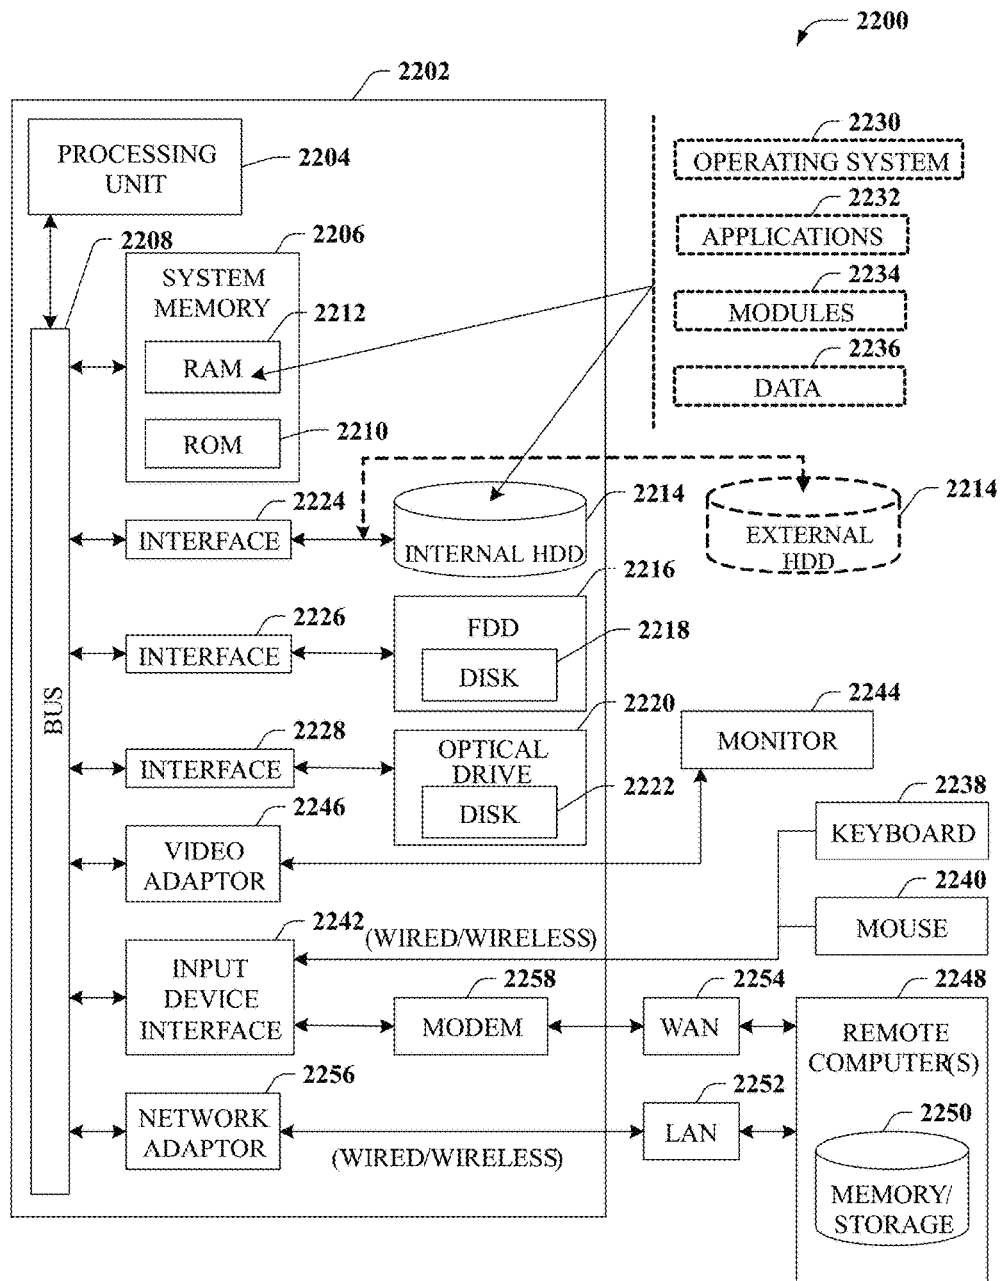 2200
2202
PROCESSING
UNIT
2204
2230
OPERATING SYSTEM
2232
APPLICATIONS
2234
MODULES
2236
DATA
2208
2206
SYSTEM
MEMORY
2212
RAM
2210
ROM
2224
INTERFACE
2214
INTERNAL HDD
2214
EXTERNAL
HDD
2226
INTERFACE
2216
FDD
2218
DISK
BUS
2228
INTERFACE
2220
OPTICAL
DRIVE
2222
DISK
2244
MONITOR
2246
VIDEO
ADAPTOR
2238
KEYBOARD
2240
MOUSE
2242
(WIRED/WIRELESS)
INPUT
DEVICE
INTERFACE
2258
MODEM
2254
WAN
2248
REMOTE
COMPUTER(S)
2256
NETWORK
ADAPTOR
(WIRED/WIRELESS)
2252
LAN
2250
MEMORY/
STORAGE